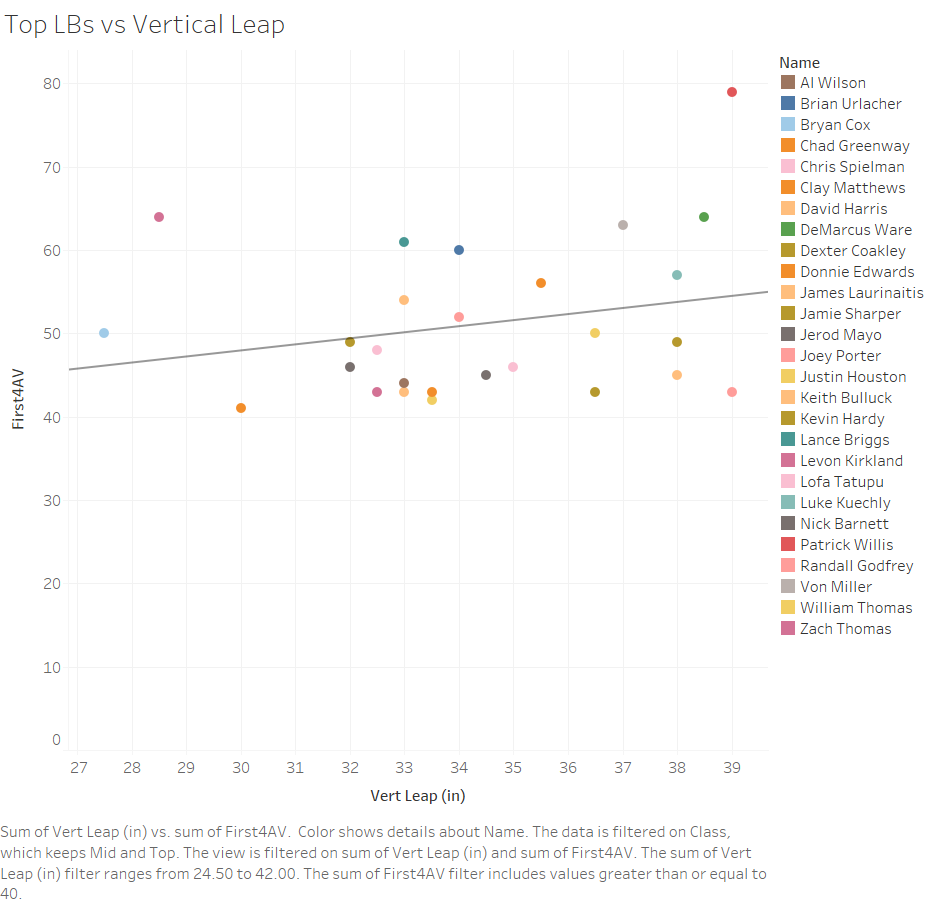 Top LBs vs Vertical Leap
Name
Al Wilson
Brian Urlacher
Bryan Cox
Chad Greenway
Chris Spielman
Clay Matthews
David Harris
DeMarcus Ware
Dexter Coakley
Donnie Edwards
James Laurinaitis
Jamie Sharper
Jerod Mayo
Joey Porter
Justin Houston
Keith Bulluck
Kevin Hardy
Lance Briggs
Levon Kirkland
Lofa Tatupu
Luke Kuechly
Nick Barnett
Patrick Willis
Randall Godfrey
Von Miller
William Thomas
Zach Thomas
First4AV
80
70
60
50
40
30
20
10
0
27 28 29 30 31 32 33 34 35 36 37 38 39
Vert Leap (in)
Sum of Vert Leap (in) vs. sum of First4AV.  Color shows details about Name. The data is filtered on Class,
which keeps Mid and Top. The view is filtered on sum of Vert Leap (in) and sum of First4AV. The sum of Vert
Leap (in) filter ranges from 24.50 to 42.00. The sum of First4AV filter includes values greater than or equal to
40.